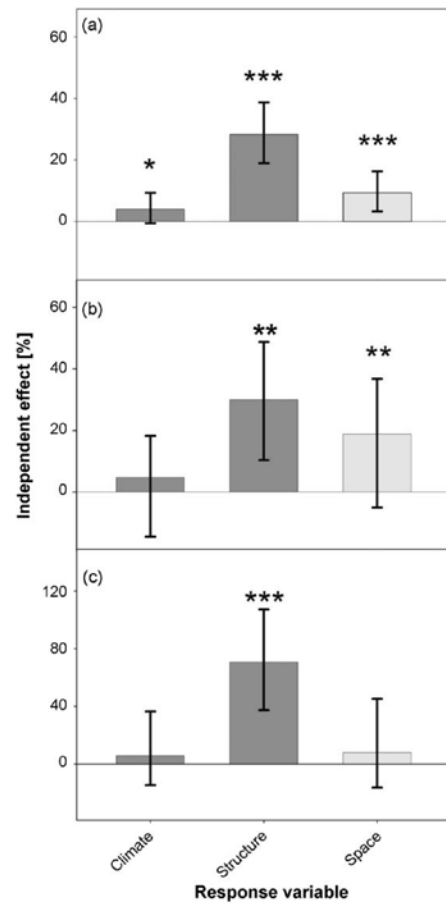 (a)
60
***
40
***
*
20
0
(b)
60
**
**
40
20
0
Independent effect [%]
(c)
120
***
80
40
0
Climate
Structure
Space
Response variable